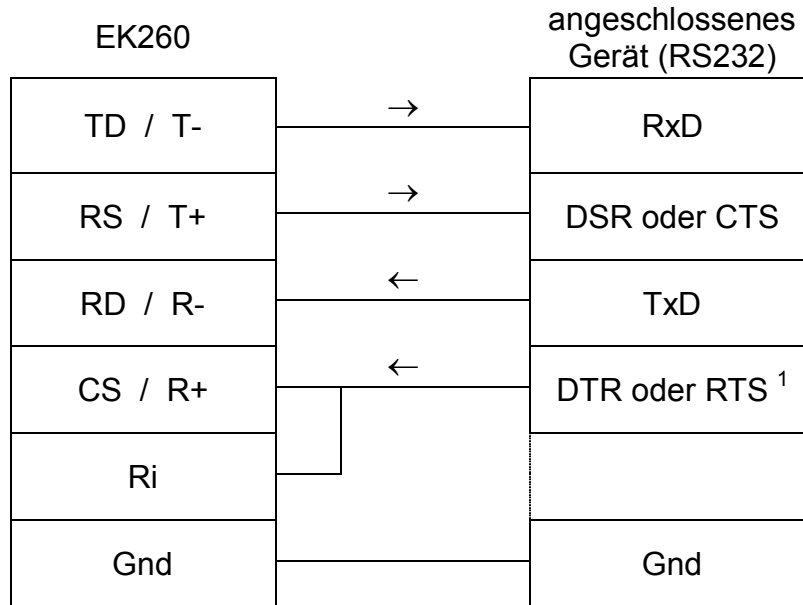 EK260
angeschlossenes
Gerät (RS232)
TD / T-
→
RxD
RS / T+
→
DSR oder CTS
RD / R-
←
TxD
CS / R+
←
DTR oder RTS ¹
Ri
Gnd
Gnd